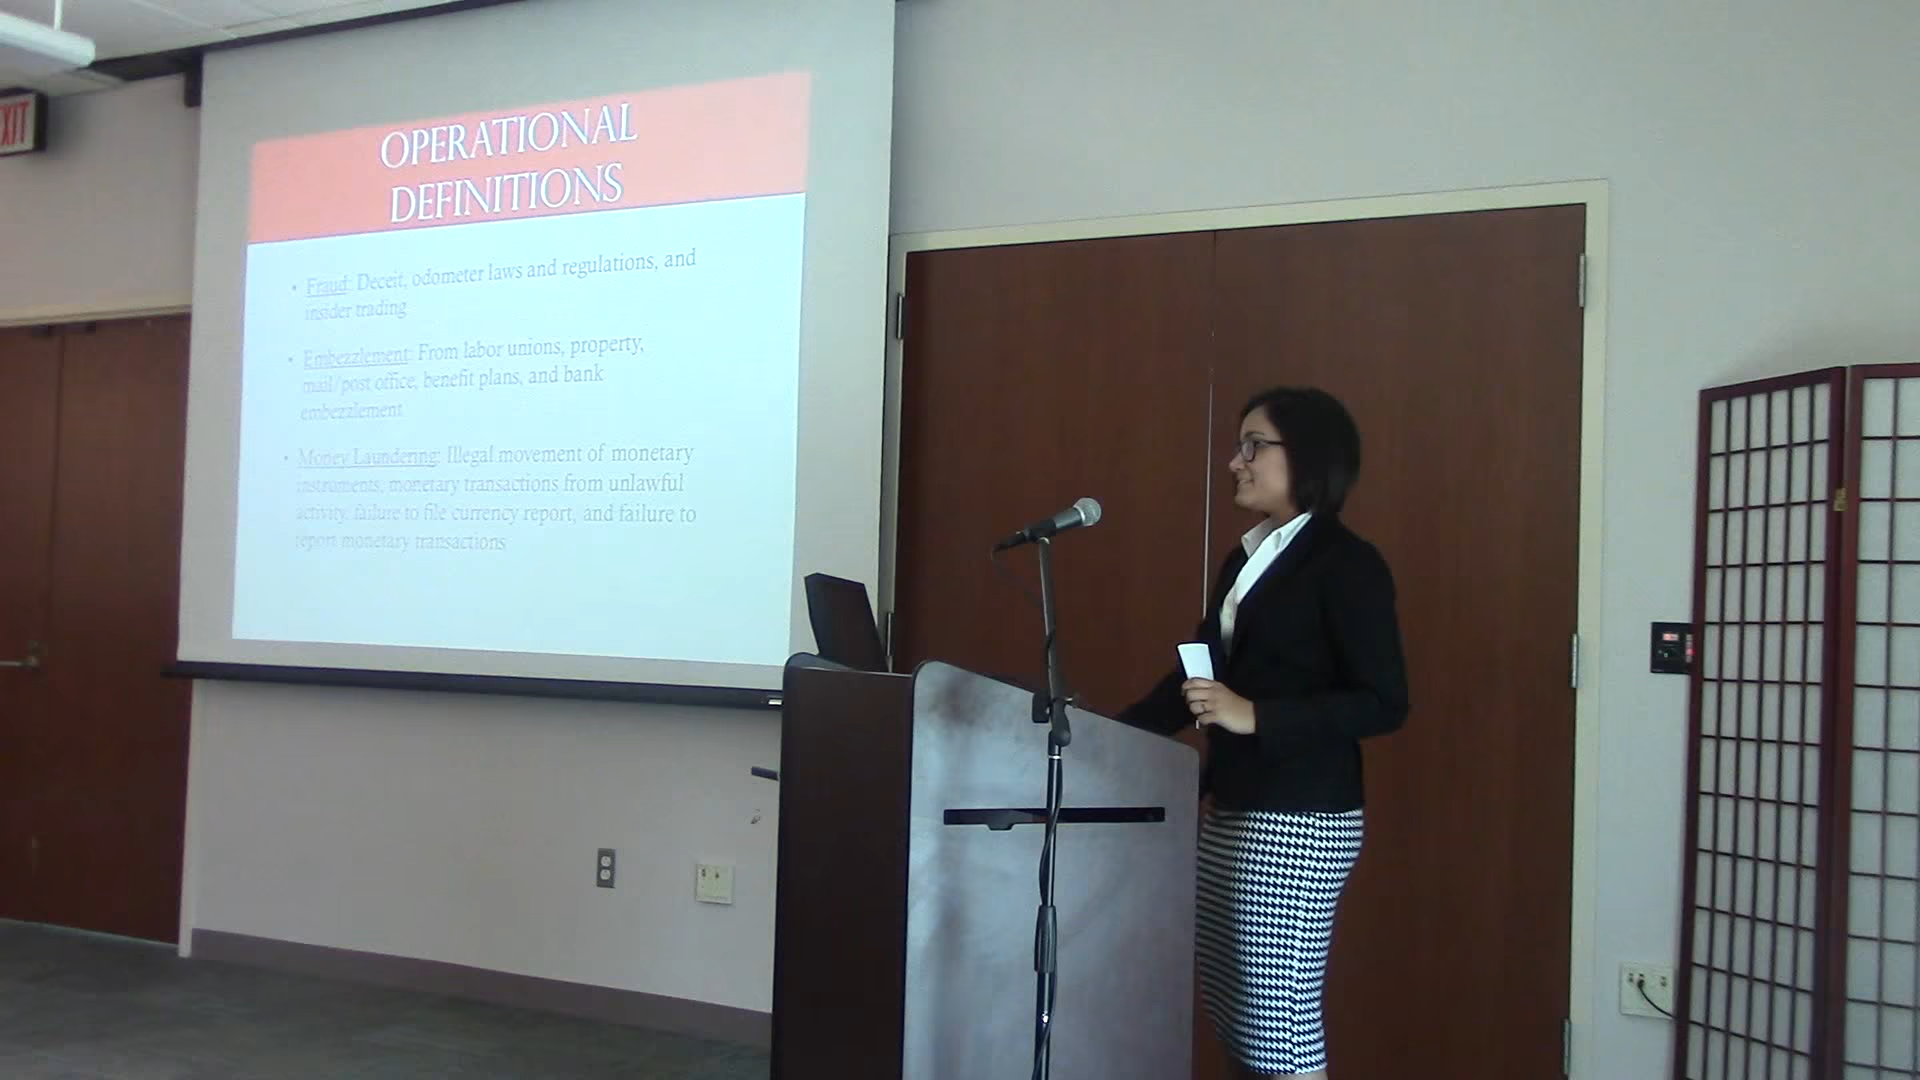 EXIT
OPERATIONAL
DEFINITIONS
• Fraud: Deceit, odometer laws and regulations, and
insider trading
• Embezzlement: From labor unions, property,
mail/post office, benefit plans, and bank
embezzlement
• Money Laundering: Illegal movement of monetary
instruments, monetary transactions from unlawful
activity, failure to file currency report, and failure to
report monetary transactions